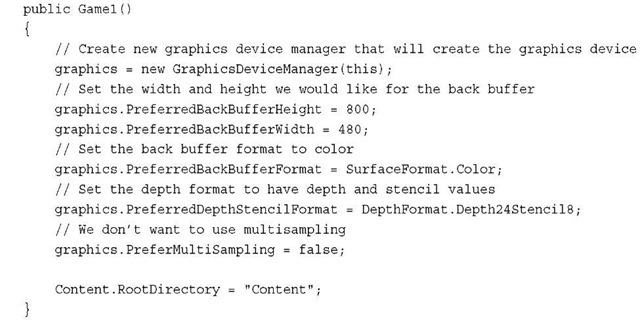 public Game1()
{
// Create new graphics device manager that will create the graphics device
graphics = new GraphicsDeviceManager(this);
// Set the width and height we would like for the back buffer
graphics.PreferredBackBufferHeight = 800;
graphics.PreferredBackBufferWidth = 480;
// Set the back buffer format to color
graphics.PreferredBackBufferFormat = SurfaceFormat.Color;
// Set the depth format to have depth and stencil values
graphics.PreferredDepthStencilFormat = DepthFormat.Depth24Stencil8;
// We don't want to use multisampling
graphics.PreferMultiSampling = false;
Content.RootDirectory = "Content";
}